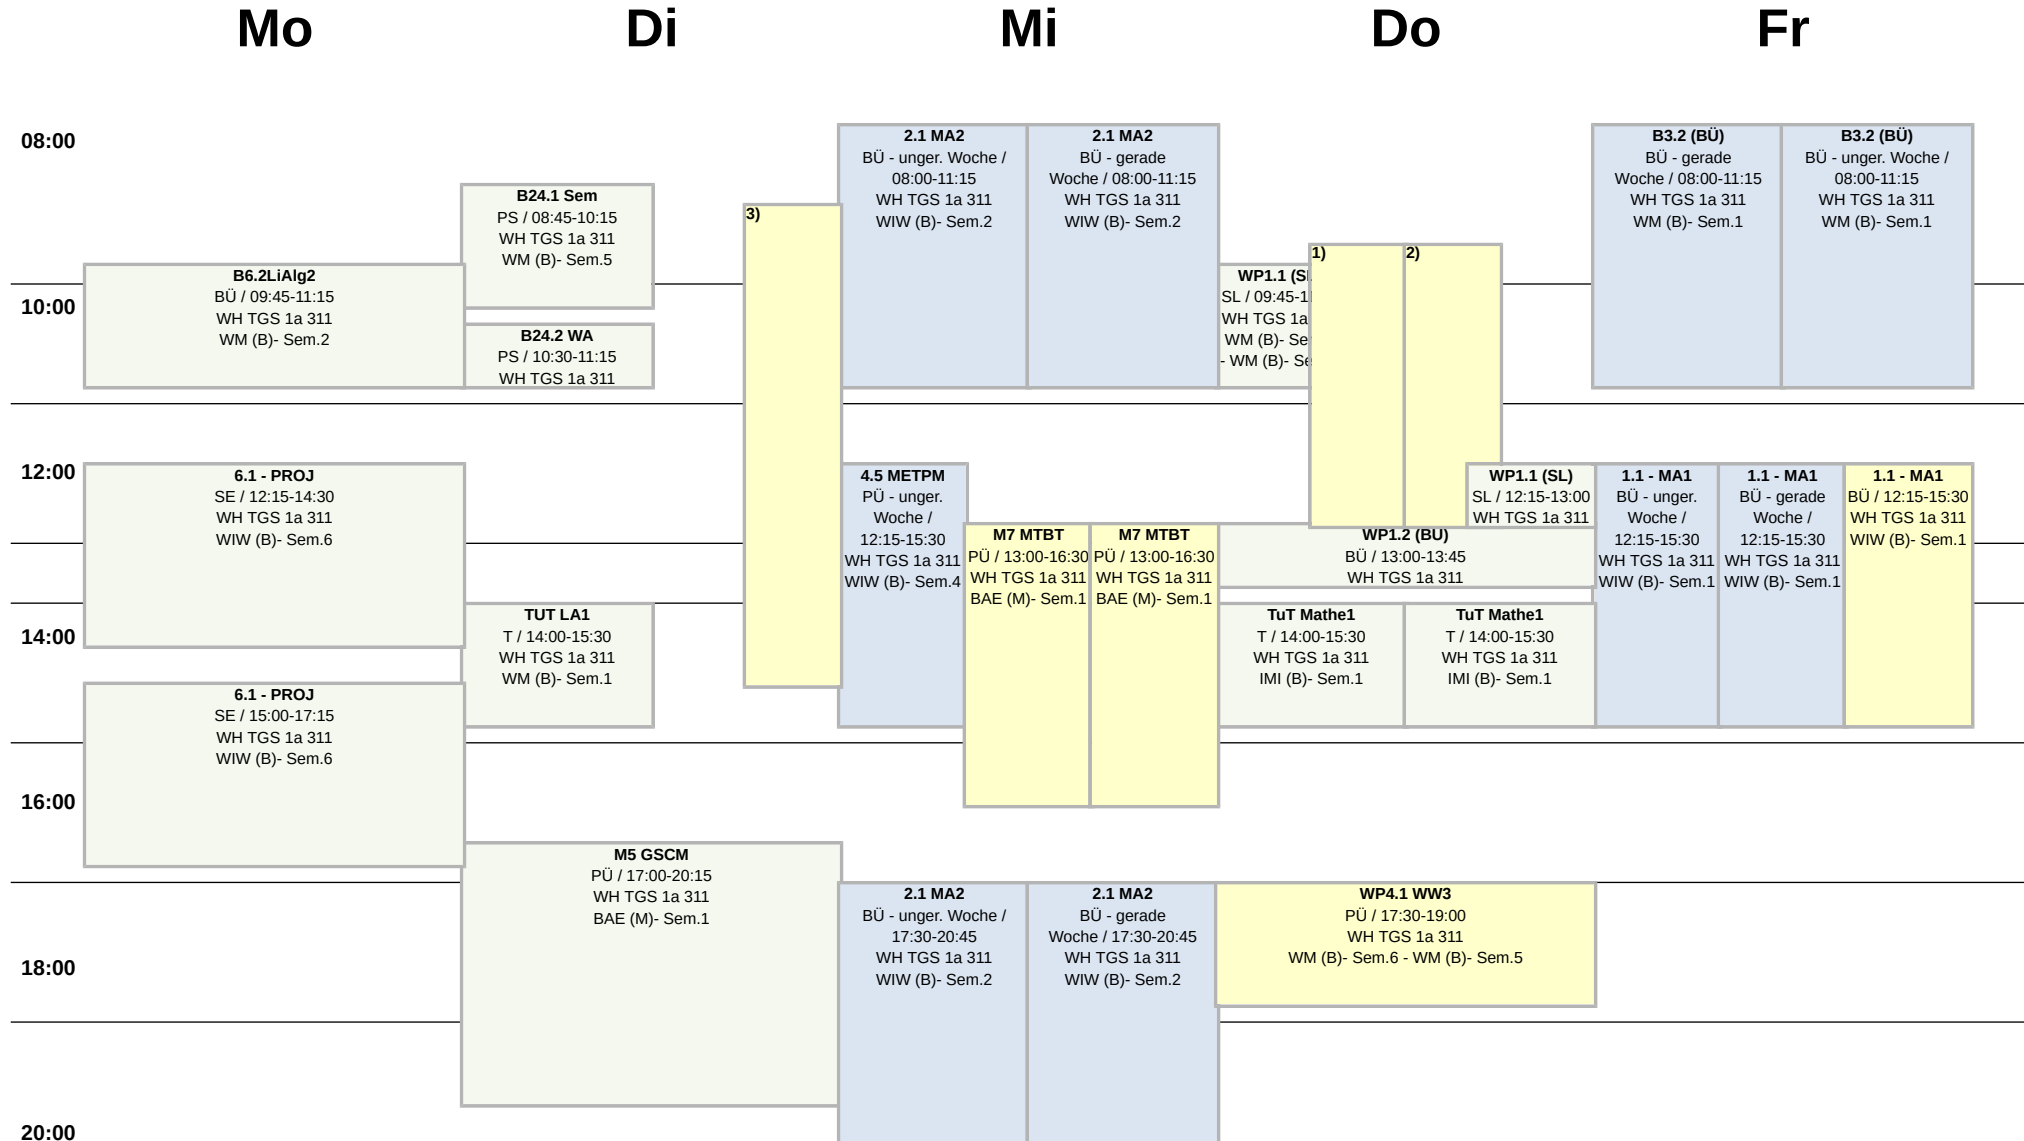 Mo
Di
Mi
Do
Fr
08:00
10:00
12:00
14:00
16:00
18:00
20:00
B6.2LiAlg2
BÜ / 09:45-11:15
WH TGS 1a 311
WM (B)- Sem.2
6.1 - PROJ
SE / 12:15-14:30
WH TGS 1a 311
WIW (B)- Sem.6
6.1 - PROJ
SE / 15:00-17:15
WH TGS 1a 311
WIW (B)- Sem.6
B24.1 Sem
PS / 08:45-10:15
WH TGS 1a 311
WM (B)- Sem.5
B24.2 WA
PS / 10:30-11:15
WH TGS 1a 311
TUT LA1
T / 14:00-15:30
WH TGS 1a 311
WM (B)- Sem.1
3)
M5 GSCM
PÜ / 17:00-20:15
WH TGS 1a 311
BAE (M)- Sem.1
2.1 MA2
BÜ - unger. Woche /
08:00-11:15
WH TGS 1a 311
WIW (B)- Sem.2
2.1 MA2
BÜ - gerade
Woche / 08:00-11:15
WH TGS 1a 311
WIW (B)- Sem.2
4.5 METPM
PÜ - unger.
Woche /
12:15-15:30
WH TGS 1a 311
WIW (B)- Sem.4
M7 MTBT
PÜ / 13:00-16:30
WH TGS 1a 311
BAE (M)- Sem.1
M7 MTBT
PÜ / 13:00-16:30
WH TGS 1a 311
BAE (M)- Sem.1
2.1 MA2
BÜ - unger. Woche /
17:30-20:45
WH TGS 1a 311
WIW (B)- Sem.2
2.1 MA2
BÜ - gerade
Woche / 17:30-20:45
WH TGS 1a 311
WIW (B)- Sem.2
WP1.1
SL /
WH TGS 1a
WM (B)-
- WM (B)-
1)
2)
WP1.1 (SL)
SL / 12:15-13:00
WH TGS 1a 311
WP1.2 (BÜ)
BÜ / 13:00-13:45
WH TGS 1a 311
TuT Mathe1
T / 14:00-15:30
WH TGS 1a 311
IMI (B)- Sem.1
TuT Mathe1
T / 14:00-15:30
WH TGS 1a 311
IMI (B)- Sem.1
WP4.1 WW3
PÜ / 17:30-19:00
WH TGS 1a 311
WM (B)- Sem.6 - WM (B)- Sem.5
B3.2 (BÜ)
BÜ - gerade
Woche / 08:00-11:15
WH TGS 1a 311
WM (B)- Sem.1
B3.2 (BÜ)
BÜ - unger. Woche /
08:00-11:15
WH TGS 1a 311
WM (B)- Sem.1
1.1 - MA1
BÜ - unger.
Woche /
12:15-15:30
WH TGS 1a 311
WIW (B)- Sem.1
1.1 - MA1
BÜ - gerade
Woche /
12:15-15:30
WH TGS 1a 311
WIW (B)- Sem.1
1.1 - MA1
BÜ / 12:15-15:30
WH TGS 1a 311
WIW (B)- Sem.1